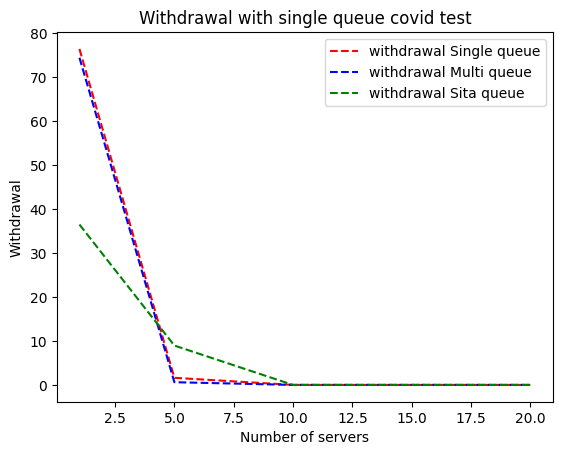 Withdrawal with single queue covid test
withdrawal Single queue
withdrawal Multi queue
withdrawal Sita queue
Withdrawal
80
70
60
50
40
30
20
10
0
2.5 5.0 7.5 10.0 12.5 15.0 17.5 20.0
Number of servers